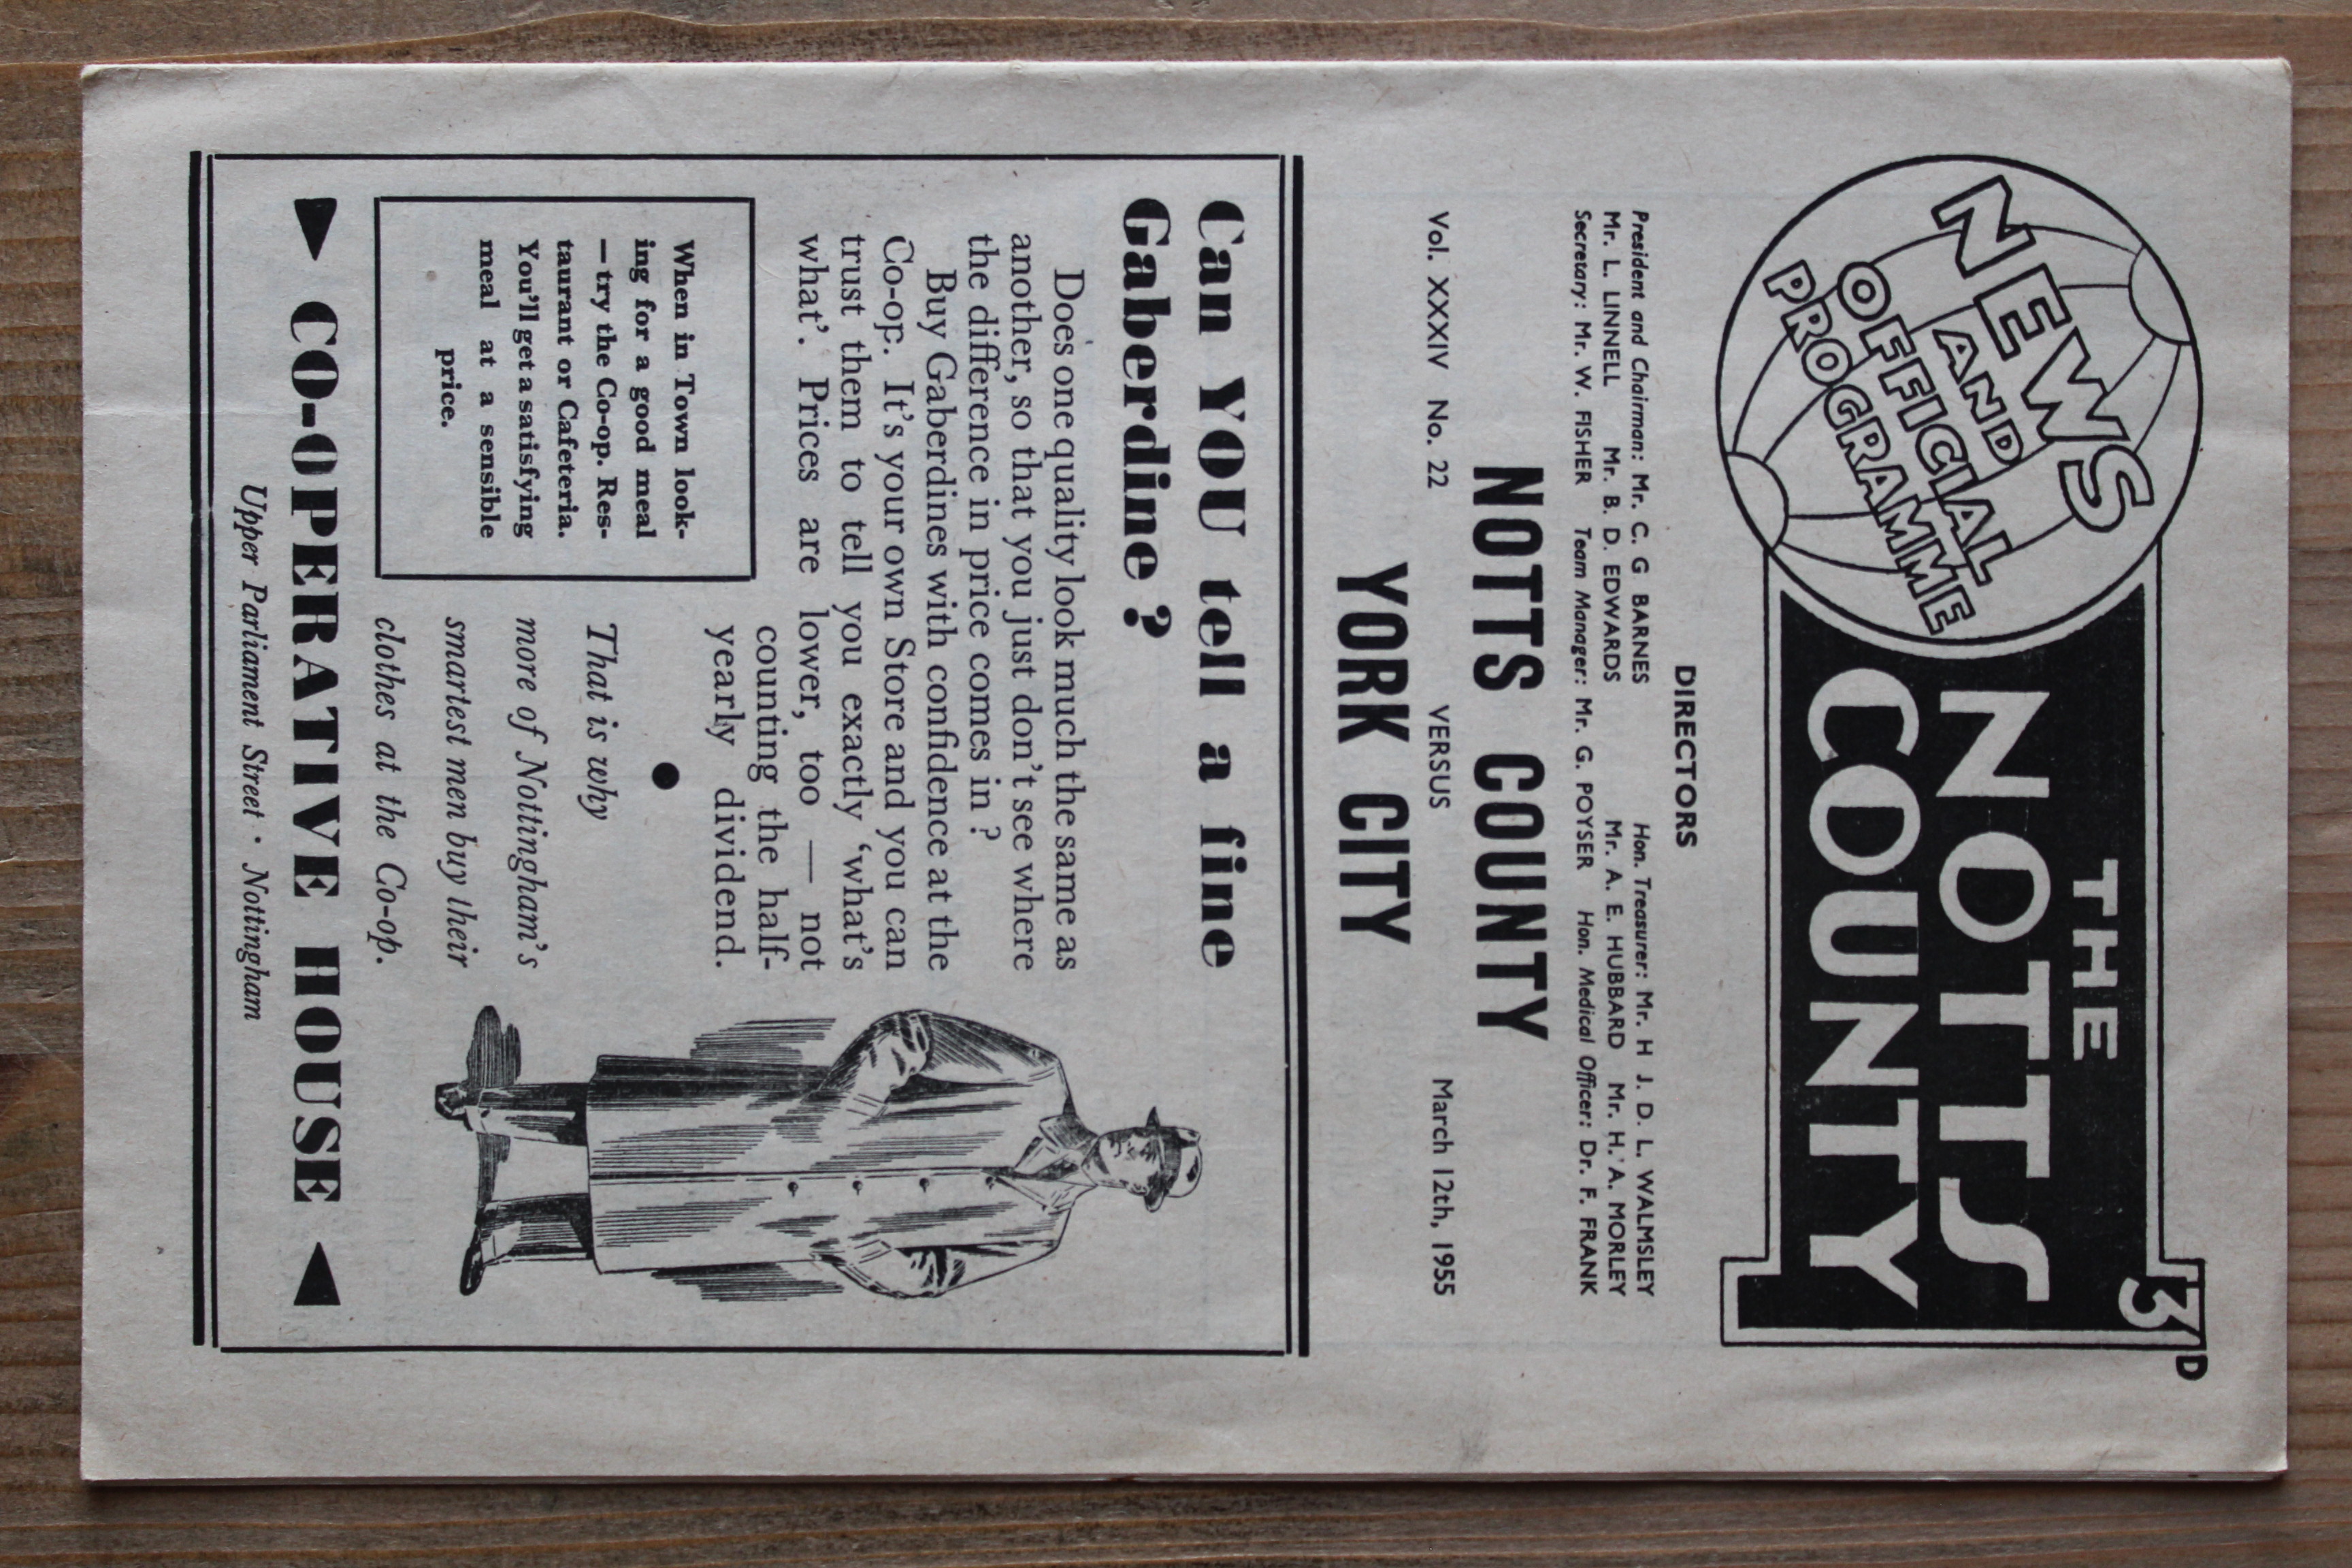 THE
3D
NEWS
AND
OFFICIAL
PROGRAMME
NOTTS
COUNTY
DIRECTORS
President and Chairman: Mr. C. G BARNES Hon. Treasurer: Mr. H J. D. L. WALMSLEY
Mr. L. LINNELL Mr. B. D. EDWARDS Mr. A. E. HUBBARD Mr. H. A. MORLEY
Secretary: Mr. W. FISHER Team Manager: Mr. G. POYSER Hon. Medical Officer: Dr. F. FRANK
NOTTS COUNTY
Vol. XXXIV No. 22 VERSUS March 12th, 1955
YORK CITY
Can YOU tell a fine
Gaberdine ?
Does one quality look much the same as
another, so that you just don't see where
the difference in price comes in ?
Buy Gaberdines with confidence at the
Co-op. It's your own Store and you can
trust them to tell you exactly 'what's
what'. Prices are lower, too — not
counting the half-
yearly dividend.
When in Town look-
ing for a good meal
—try the Co-op. Res-
taurant or Cafeteria.
You'll get a satisfying
meal at a sensible
price.
That is why
more of Nottingham's
smartest men buy their
clothes at the Co-op.
CO-OPERATIVE HOUSE
Upper Parliament Street · Nottingham